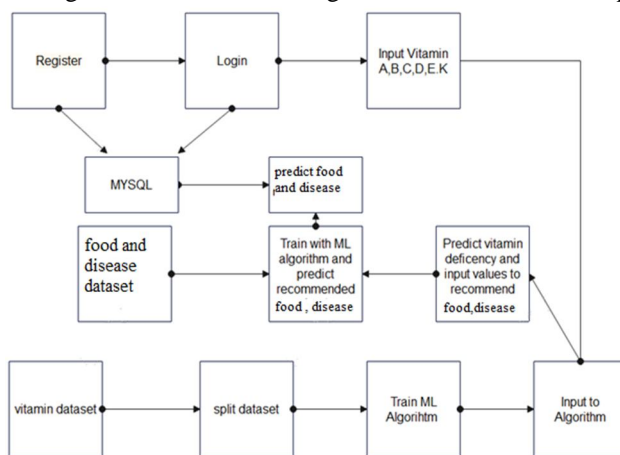 Register
Login
Input Vitamin
A,B,C,D,E.K
MYSQL
predict food
and disease
food and
disease
dataset
Train with ML
algorithm and
predict
recommended
food , disease
Predict vitamin
deficency and
input values to
recommend
food,disease
vitamin dataset
split dataset
Train ML
Algorihtm
Input to
Algorithm